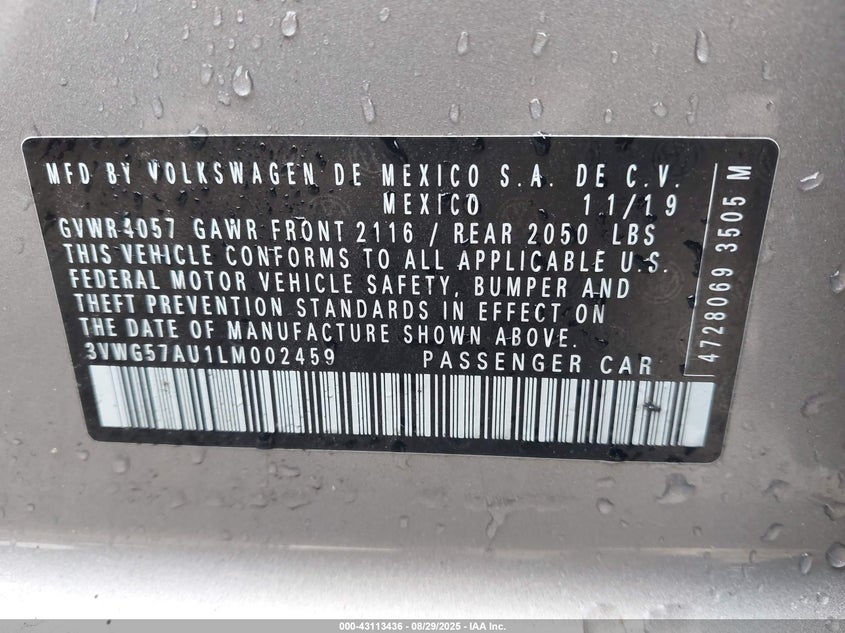 MFD BY VOLKSWAGEN DE MEXICO S.A. DE C.V.
MEXICO 11/19
GVWR 4057 GAWR FRONT 2116 / REAR 2050 LBS
THIS VEHICLE CONFORMS TO ALL APPLICABLE U.S.
FEDERAL MOTOR VEHICLE SAFETY, BUMPER AND
THEFT PREVENTION STANDARDS IN EFFECT ON
THE DATE OF MANUFACTURE SHOWN ABOVE.
3VWG57AU1LM002459 PASSENGER CAR
4728069 3505 M
000-43113436 - 08/29/2025 - IAA Inc.